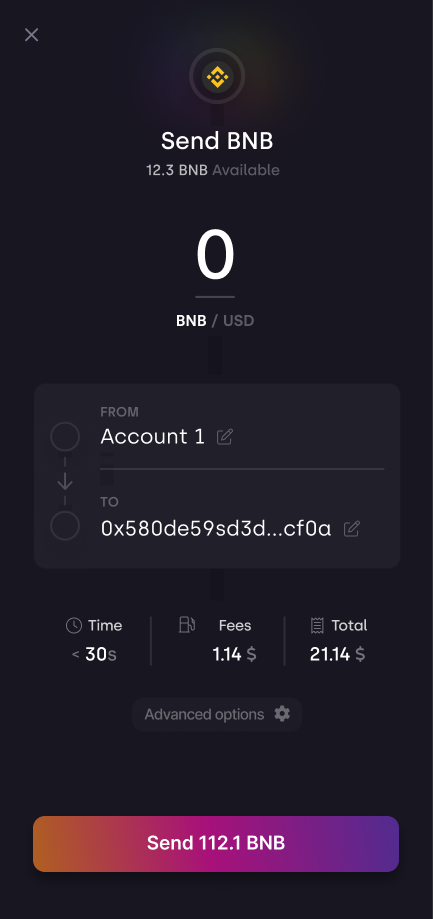 Send BNB
12.3 BNB Available
0
BNB / USD
FROM
Account 1
TO
0x580de59sd3d...cf0a
Time Fees Total
< 30s 1.14 $ 21.14 $
Advanced options
Send 112.1 BNB